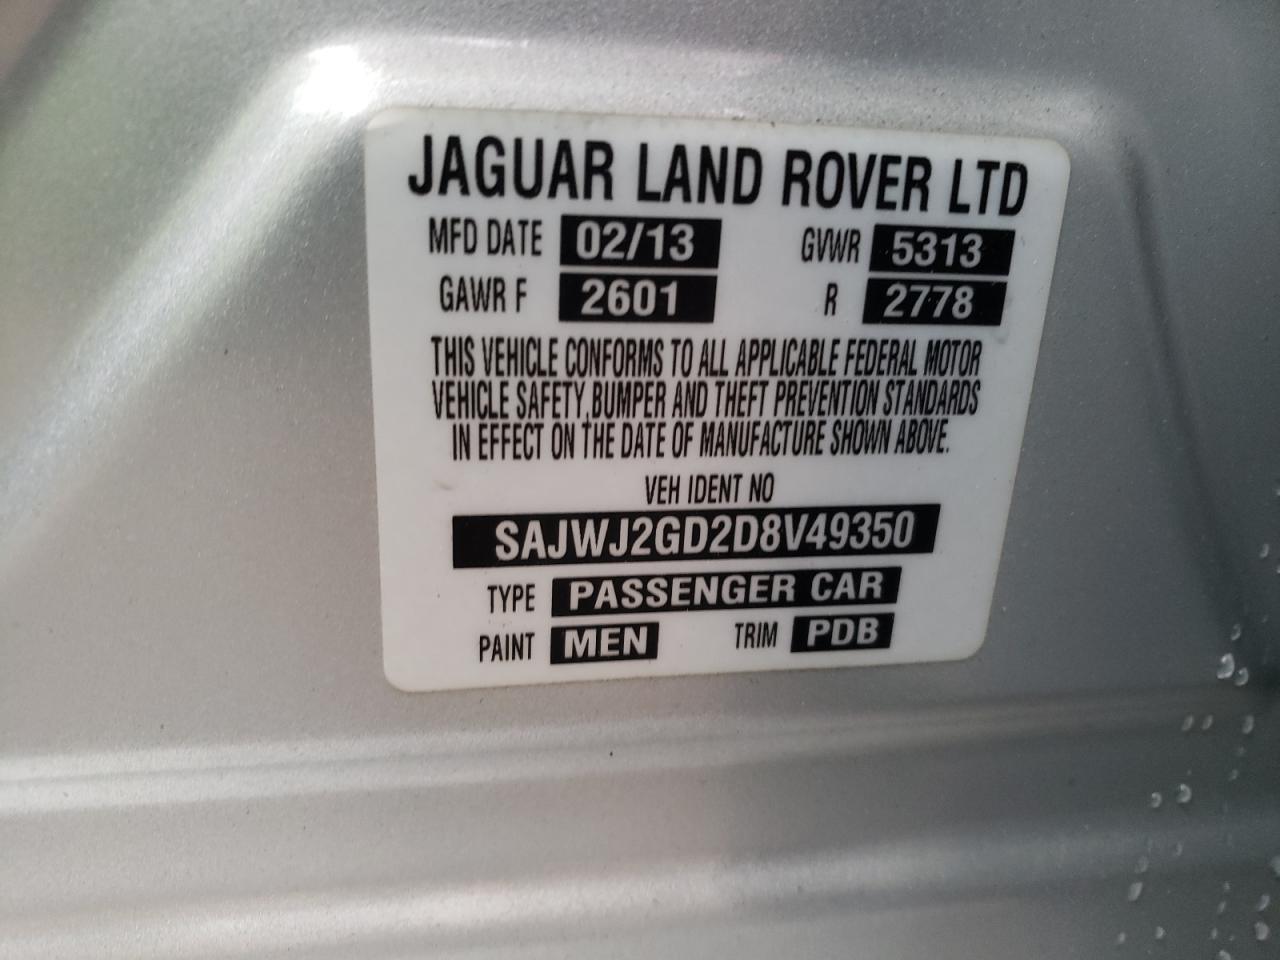 JAGUAR LAND ROVER LTD
MFD DATE 02/13 GVWR 5313
GAWR F 2601 R 2778
THIS VEHICLE CONFORMS TO ALL APPLICABLE FEDERAL MOTOR
VEHICLE SAFETY, BUMPER AND THEFT PREVENTION STANDARDS
IN EFFECT ON THE DATE OF MANUFACTURE SHOWN ABOVE.
VEH IDENT NO
SAJWJ2GD2D8V49350
TYPE PASSENGER CAR
PAINT MEN TRIM PDB